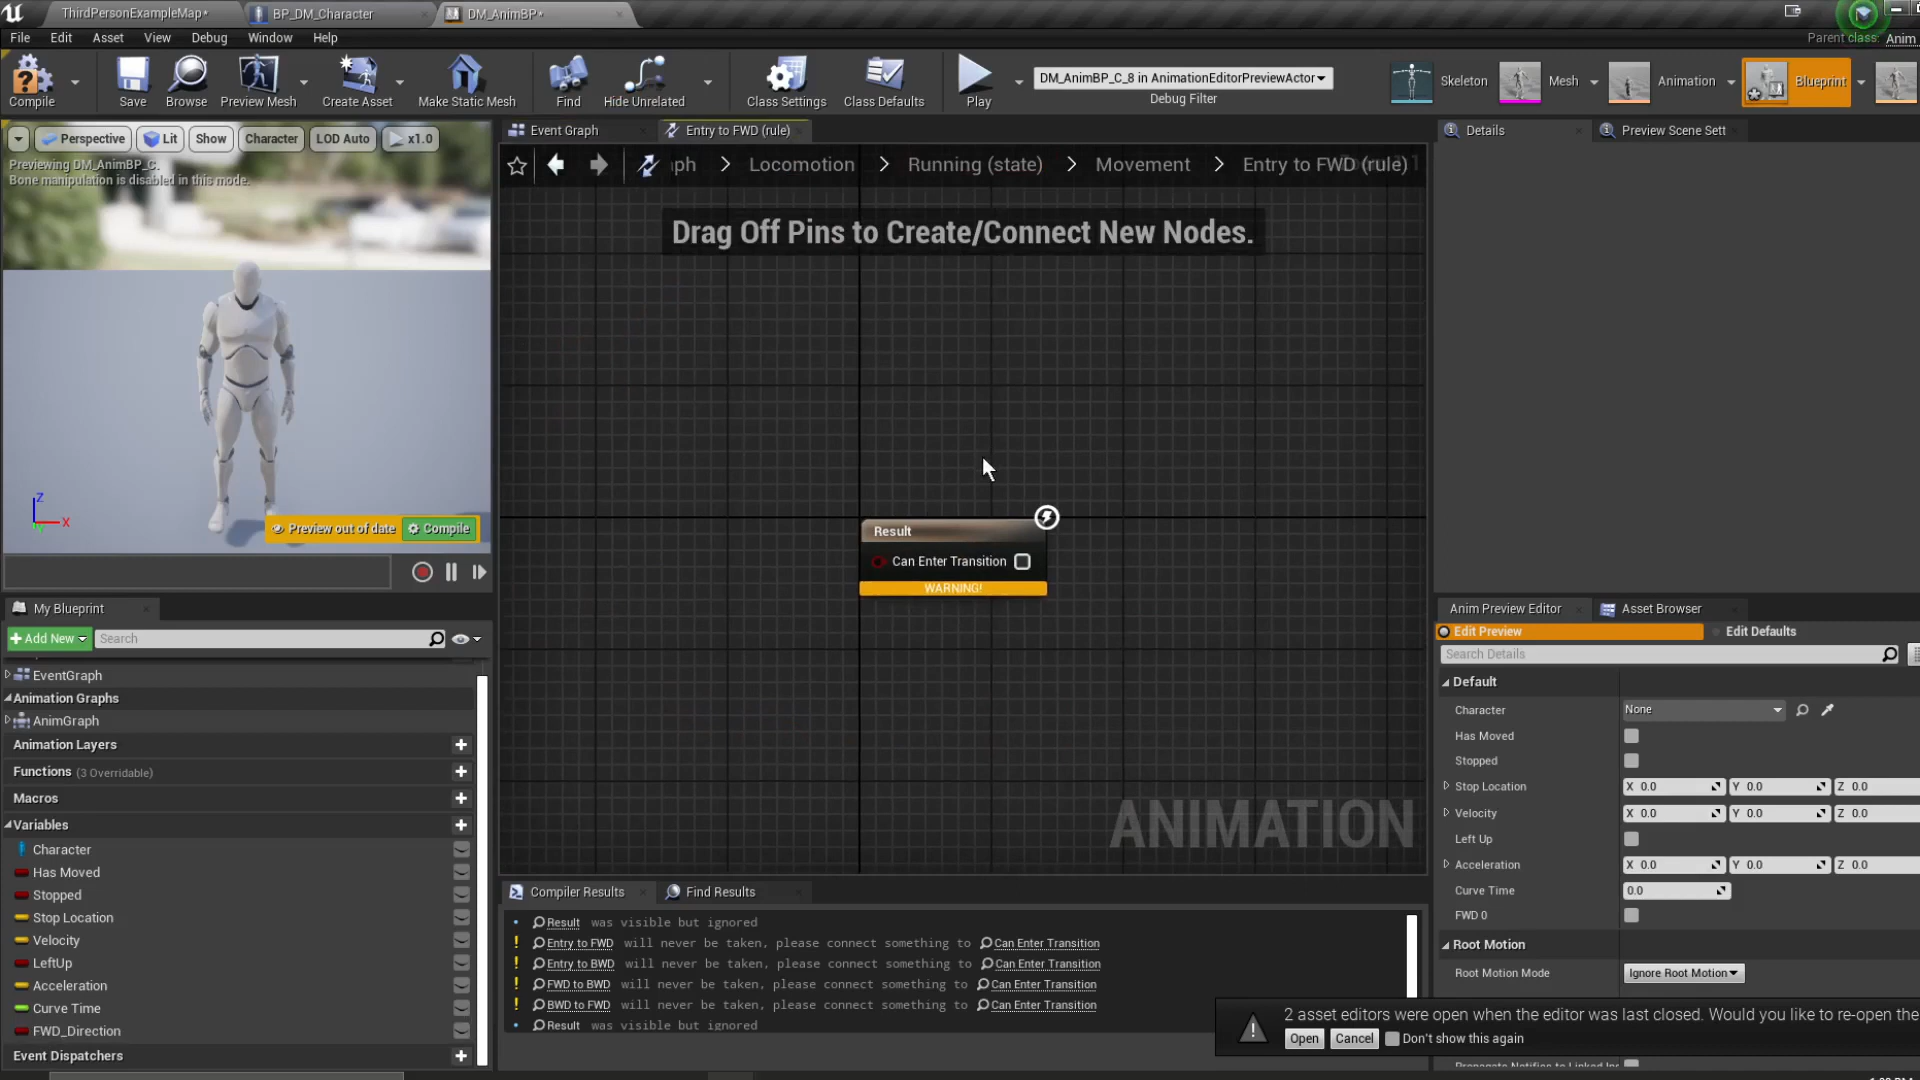 ThirdPersonExampleMap*
BP_DM_Character
DM_AnimBP*
File Edit Asset View Debug Window Help
Parent class: Anim
Compile
Save
Browse
Preview Mesh
Create Asset
Make Static Mesh
Find
Hide Unrelated
Class Settings
Class Defaults
Play
DM_AnimBP_C_8 in AnimationEditorPreviewActor
Debug Filter
Skeleton
Mesh
Animation
Blueprint
Perspective
Lit
Show
Character
LOD Auto
x1.0
Previewing DM_AnimBP_C.
Bone manipulation is disabled in this mode.
Z
X
Preview out of date
Compile
Event Graph
Entry to FWD (rule)
ph > Locomotion > Running (state) > Movement > Entry to FWD (rule)
Drag Off Pins to Create/Connect New Nodes.
Result
Can Enter Transition
WARNING!
ANIMATION
Details
Preview Scene Sett
My Blueprint
+ Add New
Search
EventGraph
Animation Graphs
AnimGraph
Animation Layers
Functions (3 Overridable)
Macros
Variables
Character
Has Moved
Stopped
Stop Location
Velocity
LeftUp
Acceleration
Curve Time
FWD_Direction
Event Dispatchers
Compiler Results
Find Results
Result was visible but ignored
! Entry to FWD will never be taken, please connect something to Can Enter Transition
! Entry to BWD will never be taken, please connect something to Can Enter Transition
! FWD to BWD will never be taken, please connect something to Can Enter Transition
! BWD to FWD will never be taken, please connect something to Can Enter Transition
Result was visible but ignored
Anim Preview Editor
Asset Browser
Edit Preview
Edit Defaults
Search Details
Default
Character None
Has Moved
Stopped
Stop Location X 0.0 Y 0.0 Z 0.0
Velocity X 0.0 Y 0.0 Z 0.0
Left Up
Acceleration X 0.0 Y 0.0 Z 0.0
Curve Time 0.0
FWD 0
Root Motion
Root Motion Mode Ignore Root Motion
2 asset editors were open when the editor was last closed. Would you like to re-open the
Open
Cancel
Don't show this again